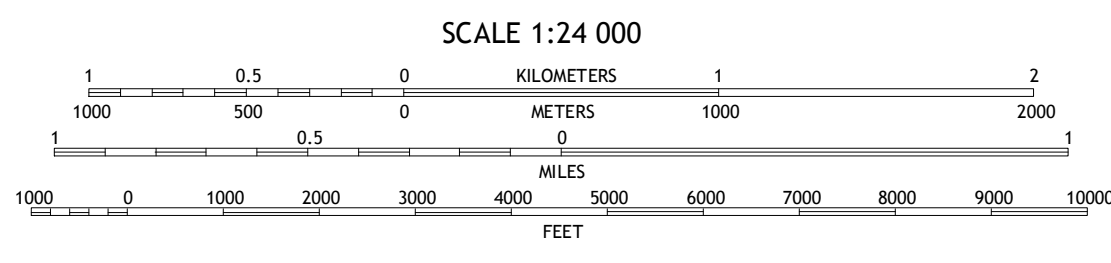 SCALE 1:24 000
1 0.5 0 KILOMETERS 1 2
1000 500 0 METERS 1000 2000
1 0.5 0 1
MILES
1000 0 1000 2000 3000 4000 5000 6000 7000 8000 9000 10000
FEET